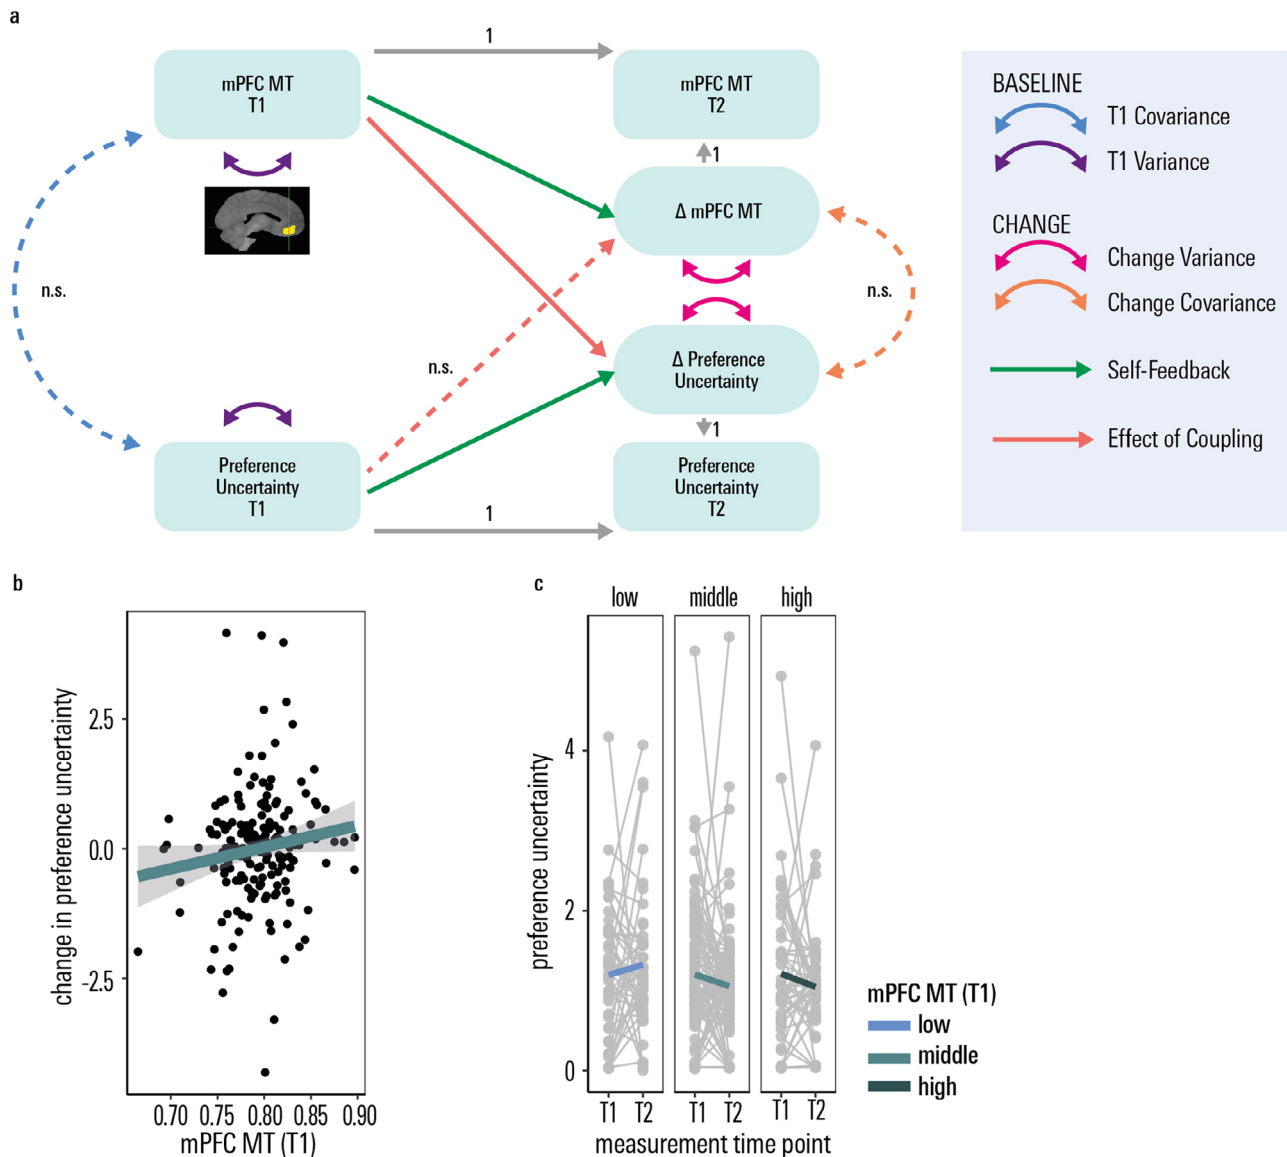 a
mPFC MT
T1
1
mPFC MT
T2
1
Δ mPFC MT
n.s.
n.s.
n.s.
Δ Preference
Uncertainty
1
Preference
Uncertainty
T1
1
Preference
Uncertainty
T2
BASELINE
T1 Covariance
T1 Variance
CHANGE
Change Variance
Change Covariance
Self-Feedback
Effect of Coupling
b
change in preference uncertainty
2.5
0.0
-2.5
0.70 0.75 0.80 0.85 0.90
mPFC MT (T1)
c
low middle high
preference uncertainty
4
2
0
T1 T2 T1 T2 T1 T2
measurement time point
mPFC MT (T1)
low
middle
high